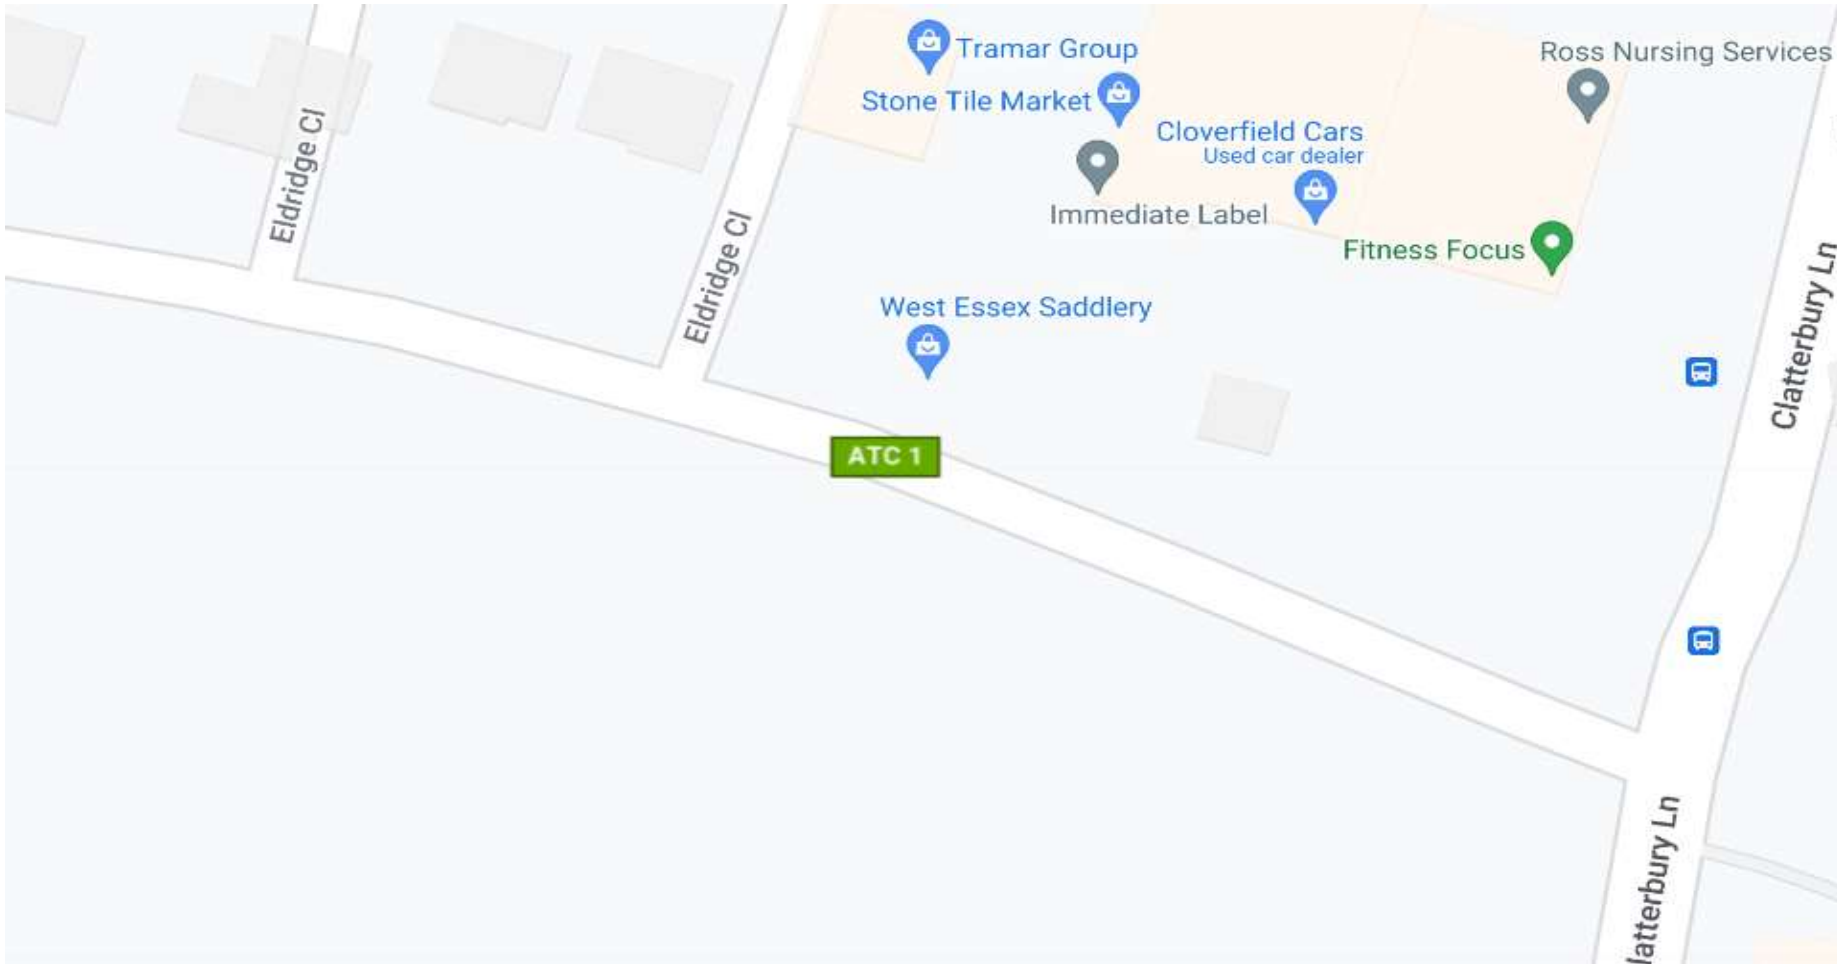 Tramar Group
Ross Nursing Services
Stone Tile Market
Cloverfield Cars
Used car dealer
Eldridge Cl
Immediate Label
Fitness Focus
Eldridge Cl
West Essex Saddlery
Clatterbury Ln
ATC 1
latterbury Ln